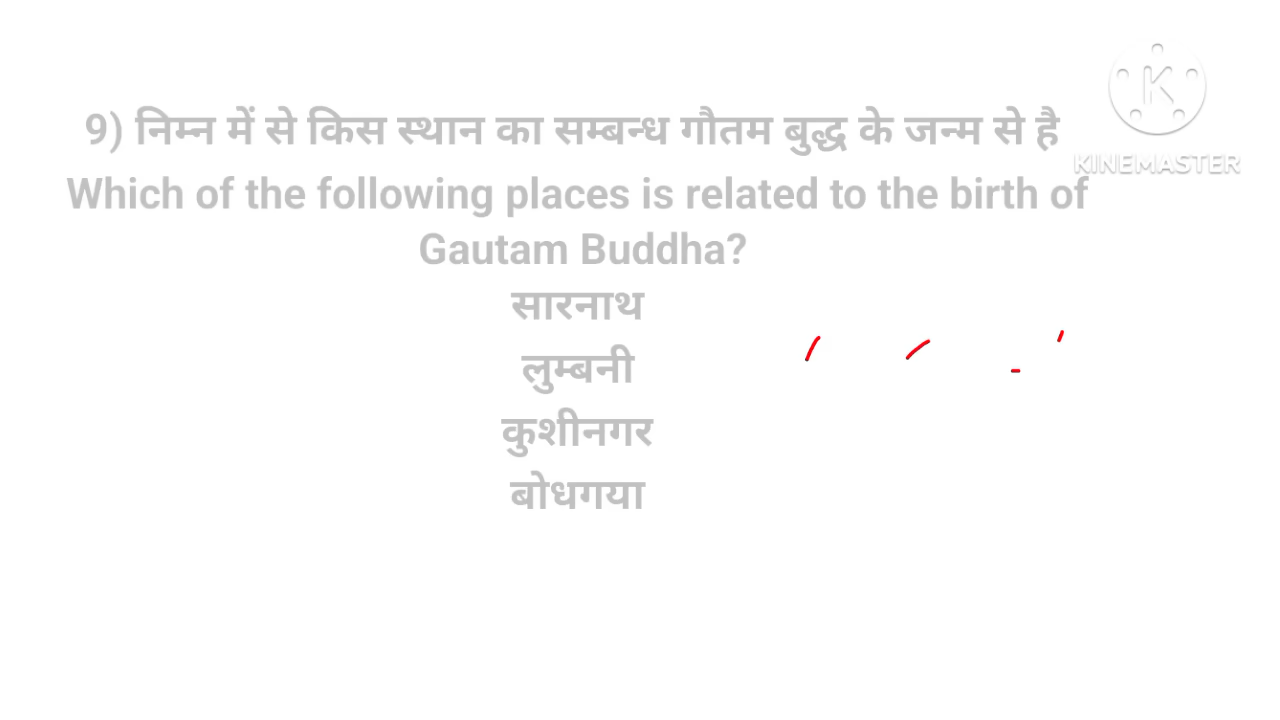 9) निम्न में से किस स्थान का सम्बन्ध गौतम बुद्ध के जन्म से है
Which of the following places is related to the birth of
Gautam Buddha?
सारनाथ
लुम्बनी
कुशीनगर
बोधगया
K
KINEMASTER